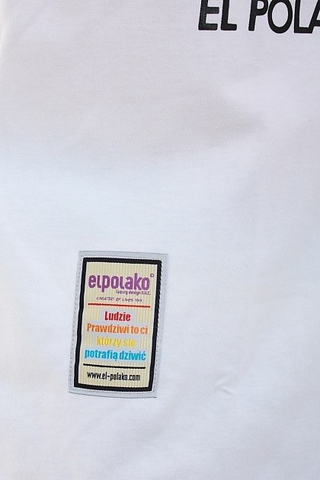 EL POLA
elpolako©
Ludzie
Prawdziwi to ci
którzy się
potrafią dziwić
www.el-polako.com